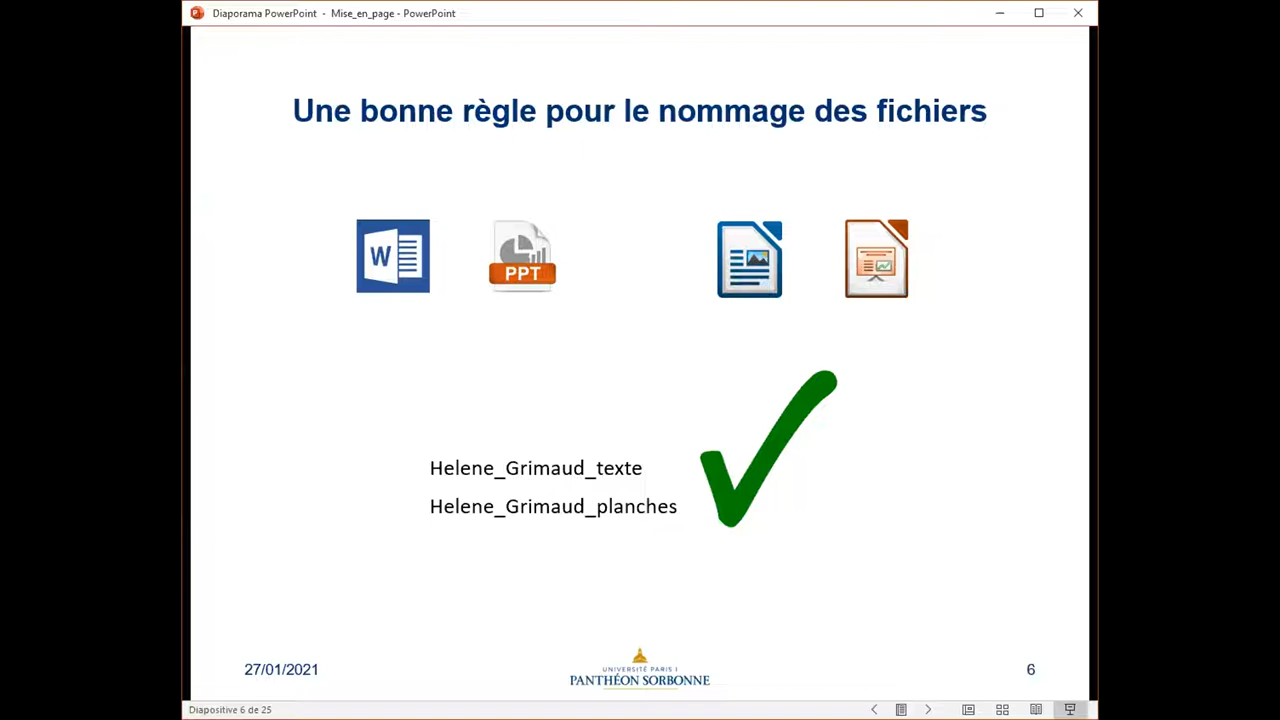 Diaporama PowerPoint - Mise_en_page - PowerPoint
Une bonne règle pour le nommage des fichiers
W
PPT
Helene_Grimaud_texte
Helene_Grimaud_planches
27/01/2021
UNIVERSITÉ PARIS I
PANTHÉON SORBONNE
6
Diapositive 6 de 25